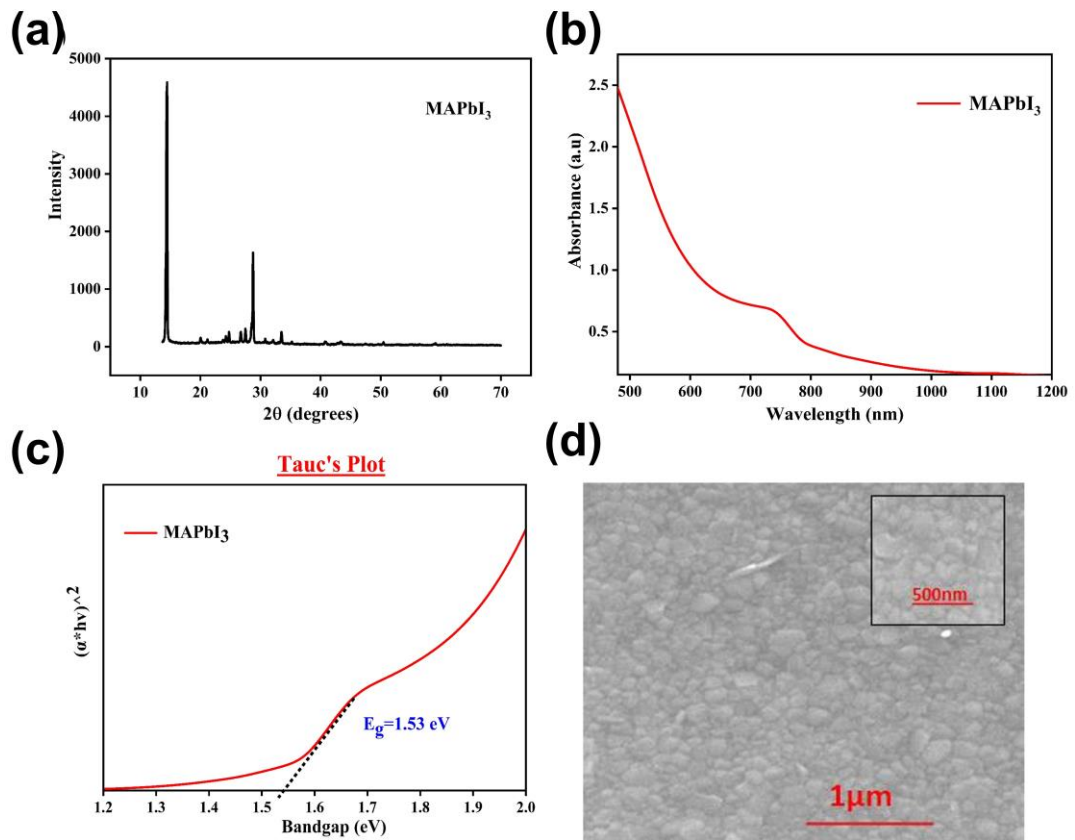 (a)
5000
4000
3000
2000
1000
0
Intensity
MAPbI₃
10 20 30 40 50 60 70
2θ (degrees)
(b)
2.5
2.0
1.5
1.0
0.5
Absorbance (a.u)
MAPbI₃
500 600 700 800 900 1000 1100 1200
Wavelength (nm)
(c)
Tauc's Plot
MAPbI₃
(α*hν)^2
E_g=1.53 eV
1.2 1.3 1.4 1.5 1.6 1.7 1.8 1.9 2.0
Bandgap (eV)
(d)
500nm
1μm